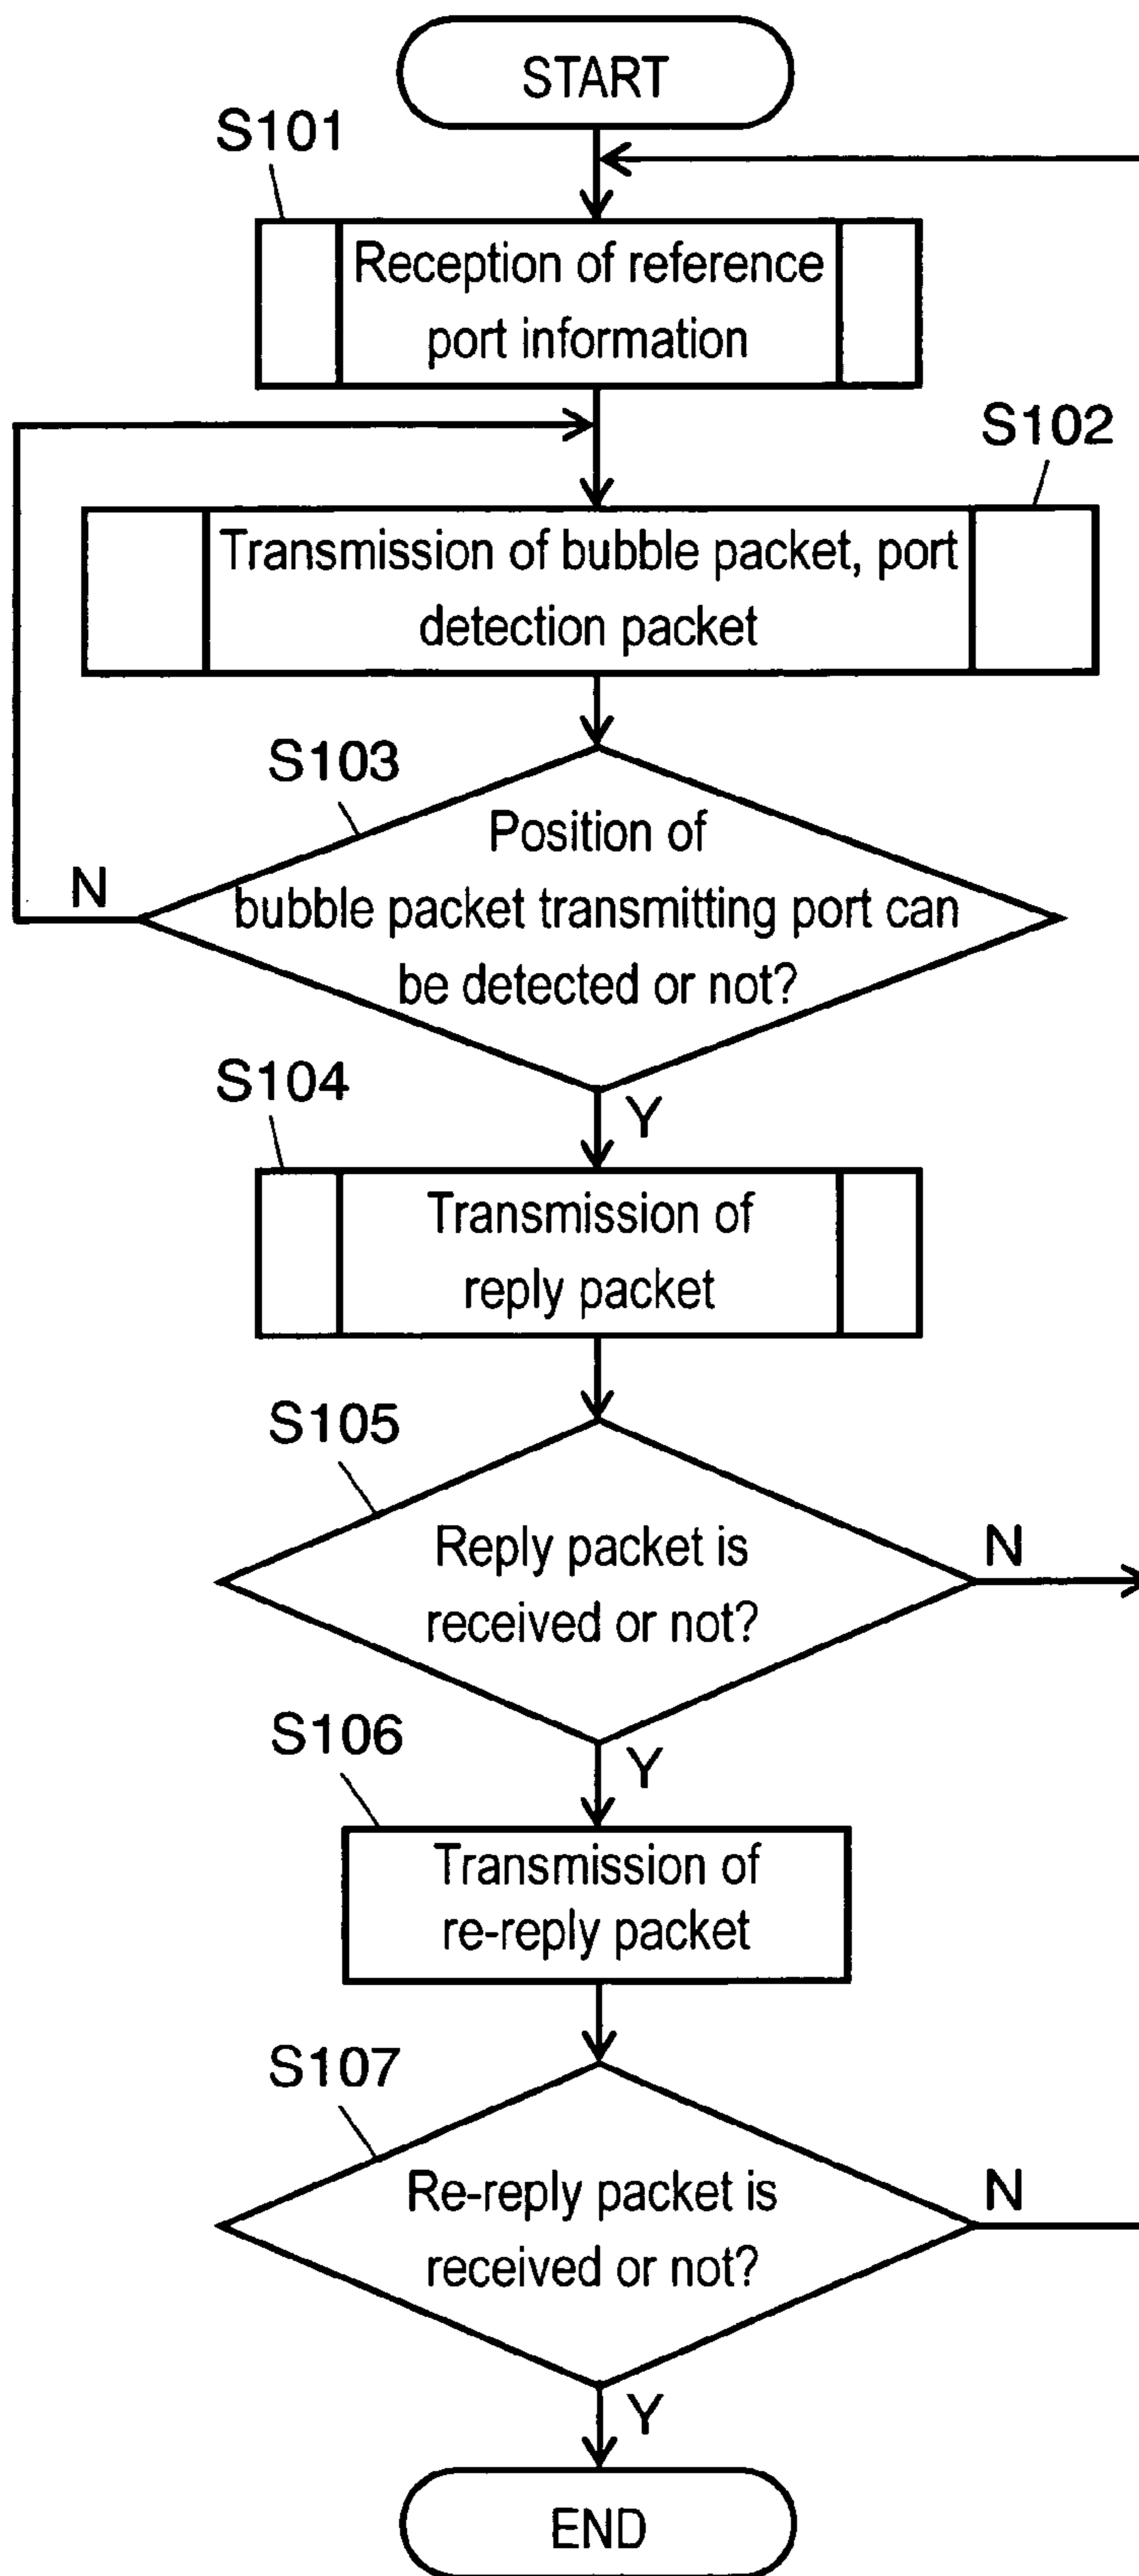 START
S101
Reception of reference
port information
S102
Transmission of bubble packet, port
detection packet
S103
Position of
bubble packet transmitting port can
be detected or not?
N
Y
S104
Transmission of
reply packet
S105
Reply packet is
received or not?
N
Y
S106
Transmission of
re-reply packet
S107
Re-reply packet is
received or not?
N
Y
END